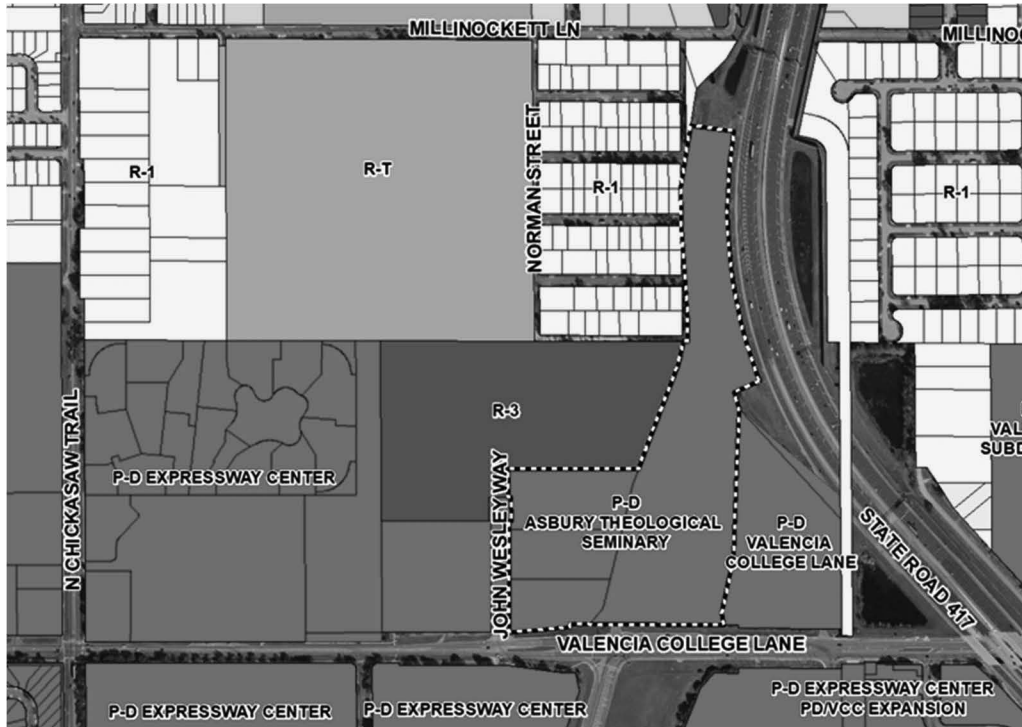 MILLINOCKETT LN
MILLINOC
R-1
R-T
NORMAN STREET
R-1
R-1
N CHICKASAW TRAIL
R-3
VAL
SUBD
P-D EXPRESSWAY CENTER
JOHN WESLEY WAY
P-D
ASBURY THEOLOGICAL
SEMINARY
P-D
VALENCIA
COLLEGE LANE
STATE ROAD 417
VALENCIA COLLEGE LANE
P-D EXPRESSWAY CENTER
P-D EXPRESSWAY CENTER
P-D EXPRESSWAY CENTER
PD/VCC EXPANSION